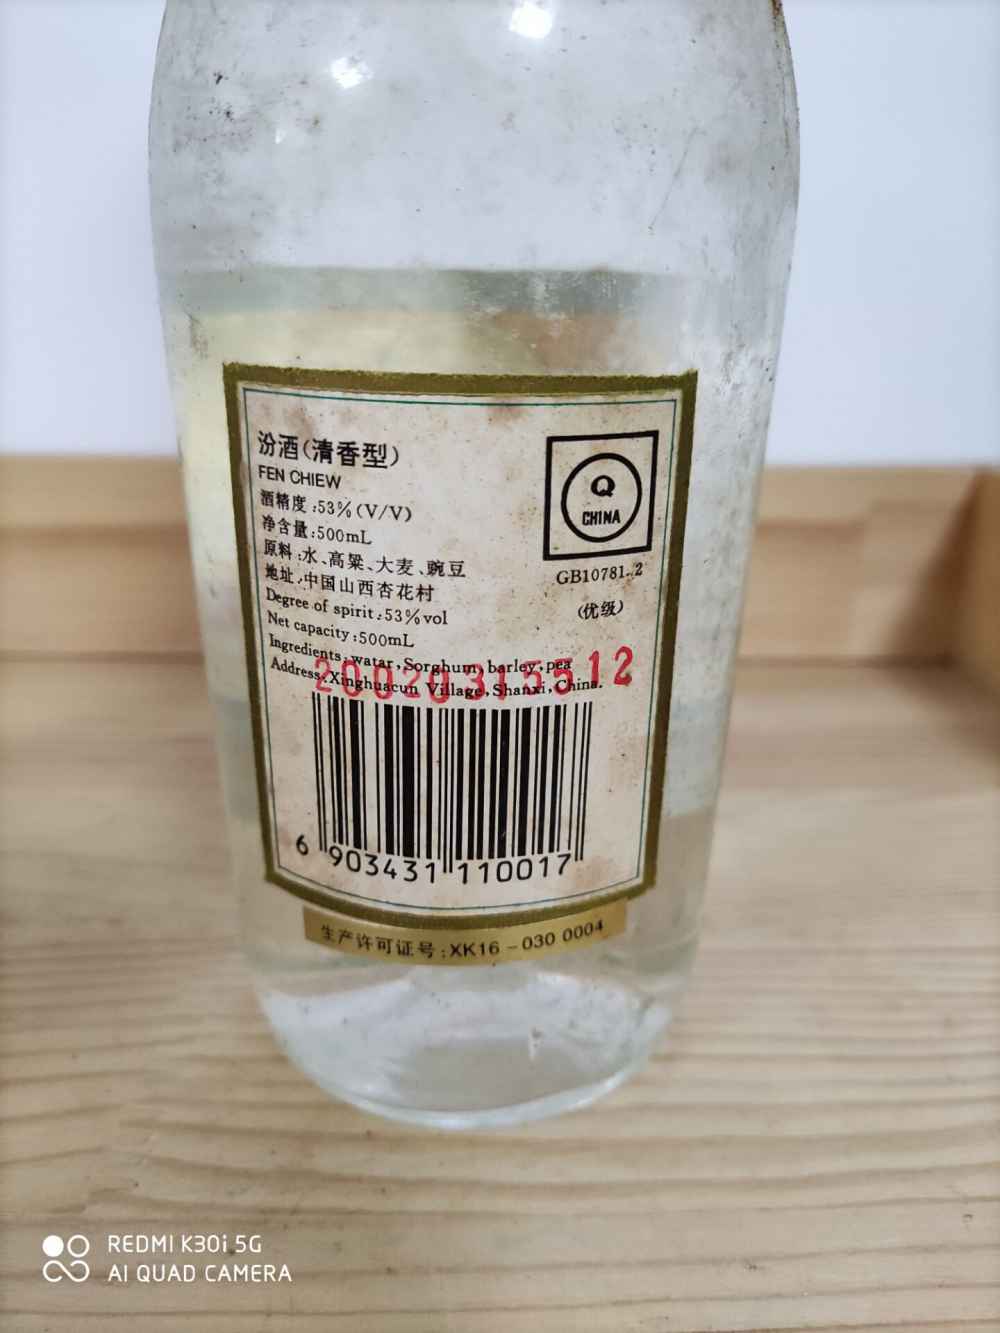 汾酒(清香型)
FEN CHIEW
酒精度:53%(V/V)
净含量:500mL
原料:水、高粱、大麦、豌豆
地址:中国山西杏花村
Degree of spirit:53%vol
Net capacity:500mL
Ingredients:watar,Sorghum,barley,pea
Address:Xinghuacun Village,Shanxi,China.
Q
CHINA
GB10781.2
(优级)
20020315512
6 903431 110017
生产许可证号:XK16-030 0004
REDMI K30i 5G
AI QUAD CAMERA